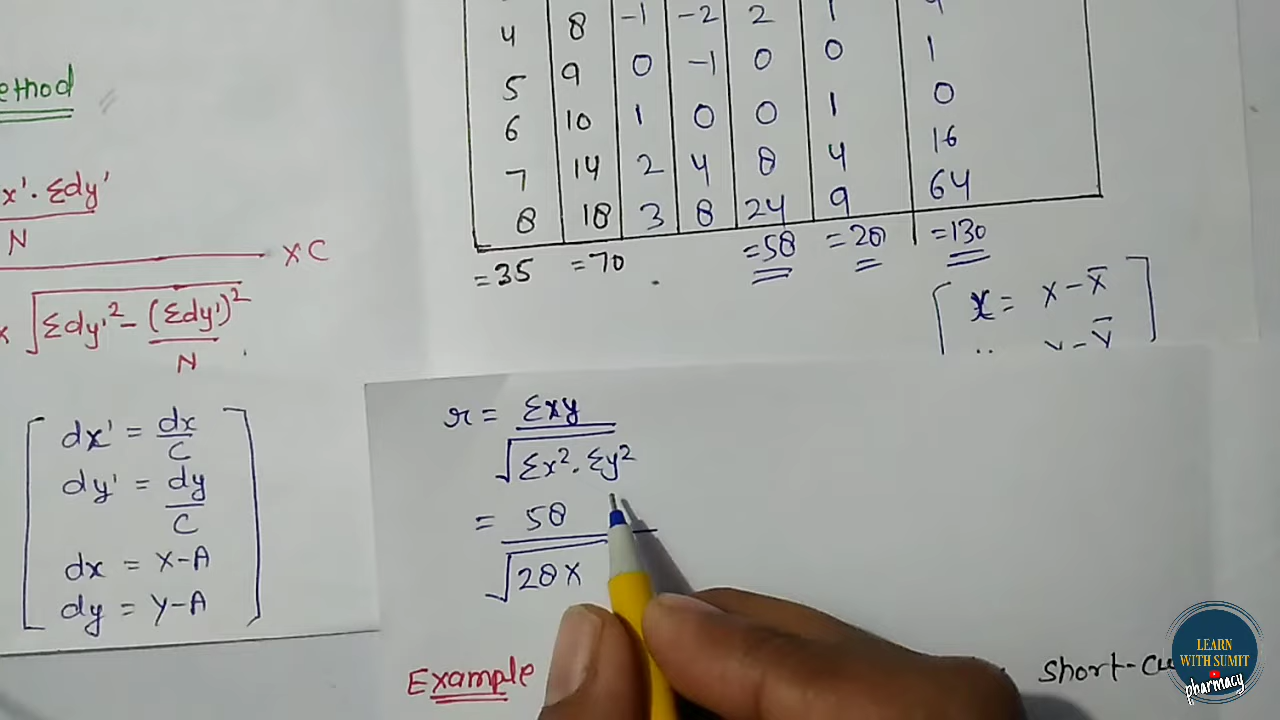 ethod
x'. Σdy'
N
x C
x √Σdy'² - (Σdy')²
N
dx' = dx
C
dy' = dy
C
dx = X-A
dy = Y-A
4 8 -1 -2 2 1
5 9 0 -1 0 0 1
6 10 1 0 0 1 0
7 14 2 4 8 4 16
8 18 3 8 24 9 64
=35 =70 =58 =28 =130
x = X - X̄
Y - Ȳ
r = Σxy
√Σx². Σy²
= 58
√28x
Example
short-cu
LEARN
WITH SUMIT
pharmacy